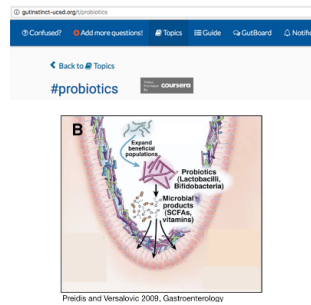 gutinstinct-ucsd.org/t/probiotics
Confused? Add more questions! Topics Guide GutBoard Notific
Back to Topics
#probiotics
coursera
B
Expand
beneficial
populations
Probiotics
(Lactobacilli,
Bifidobacteria)
Microbial
products
(SCFAs,
vitamins)
Preidis and Versalovic 2009, Gastroenterology